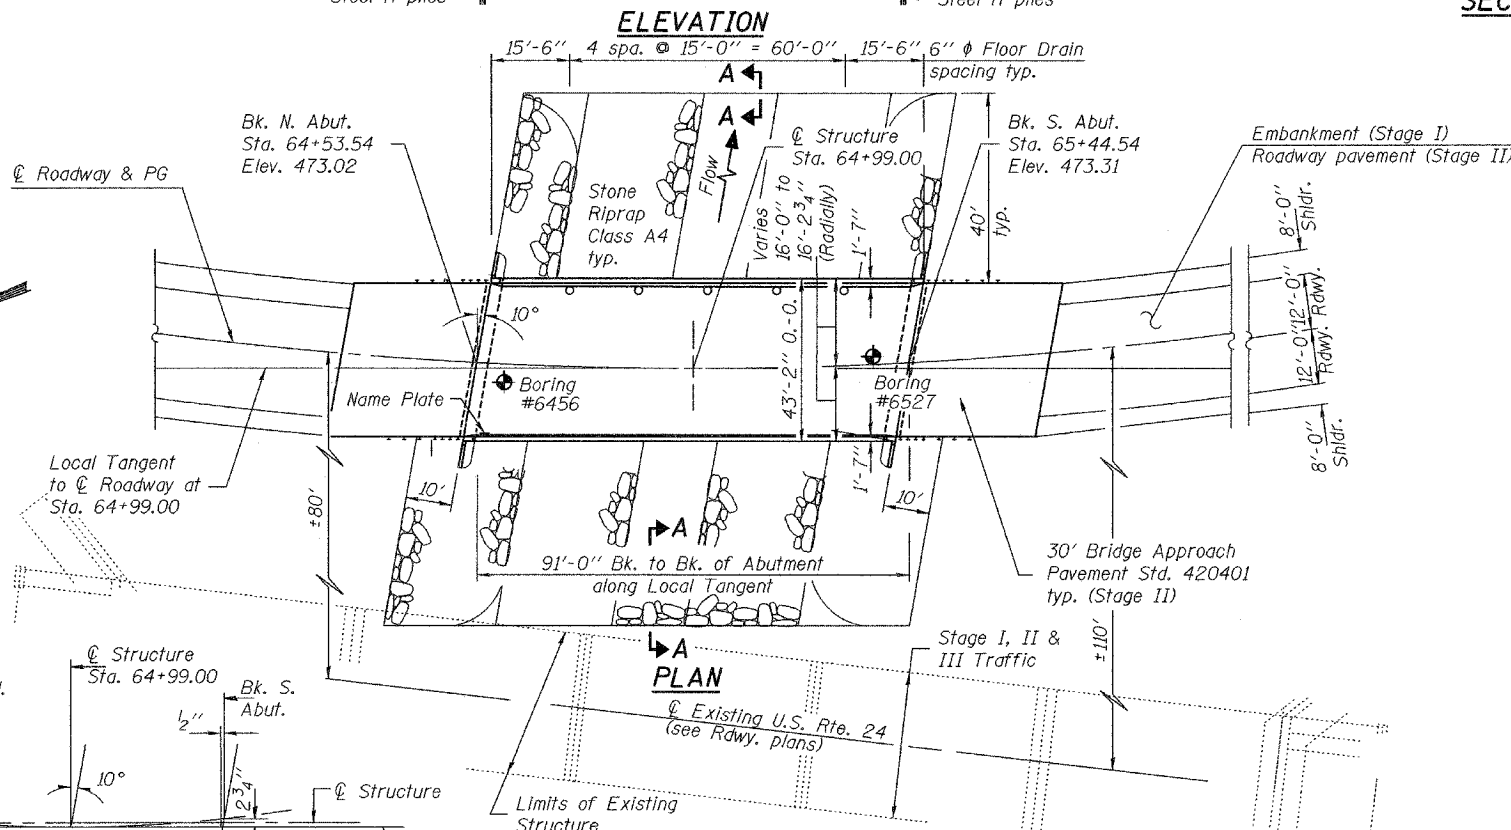 ELEVATION
15'-6"
4 spa. @ 15'-0" = 60'-0"
15'-6"
6" ϕ Floor Drain
spacing typ.
A
A
Bk. N. Abut.
Sta. 64+53.54
Elev. 473.02
℄ Structure
Sta. 64+99.00
Bk. S. Abut.
Sta. 65+44.54
Elev. 473.31
Embankment (Stage I)
Roadway pavement (Stage II)
℄ Roadway & PG
Stone
Riprap
Class A4
typ.
Flow
Varies
16'-0" to
16'-2¾"
(Radially)
1'-7"
40'
typ.
8'-0"
Shldr.
12'-0"
Rdwy.
12'-0"
Rdwy.
8'-0"
Shldr.
10°
43'-2" O.-O.
Boring
#6456
Boring
#6527
Name Plate
Local Tangent
to ℄ Roadway at
Sta. 64+99.00
±80'
10'
1'-7"
10'
A
91'-0" Bk. to Bk. of Abutment
along Local Tangent
30' Bridge Approach
Pavement Std. 420401
typ. (Stage II)
A
PLAN
Stage I, II &
III Traffic
±110'
℄ Existing U.S. Rte. 24
(see Rdwy. plans)
Limits of Existing
Structure
℄ Structure
Sta. 64+99.00
Bk. S.
Abut.
½"
10°
2¾"
℄ Structure